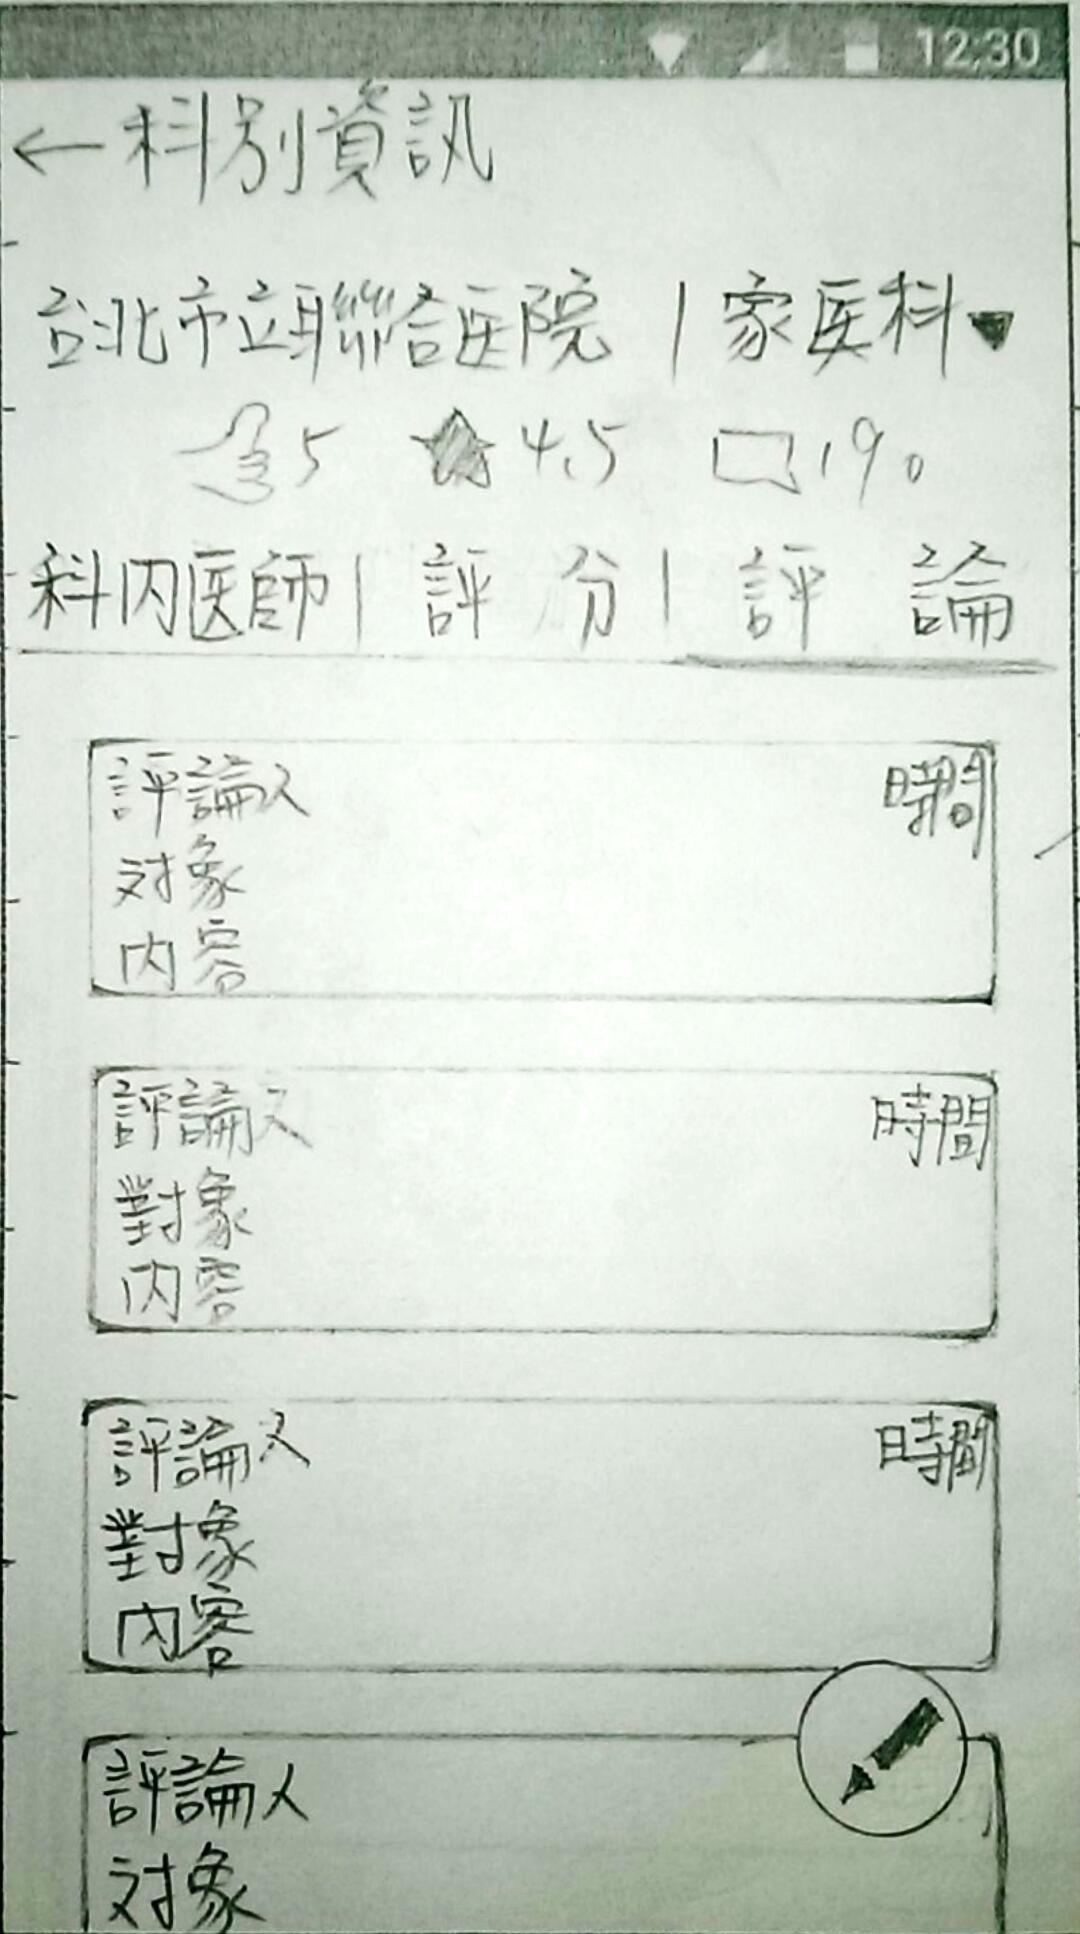 12:30
←科別資訊
台北市立聯合医院 | 家医科▼
5 4.5 190
科内医師 | 評 分 | 評 論
評論人 時間
対象
内容
評論人 時間
對象
内容
評論人 時間
對象
内容
評論人
対象